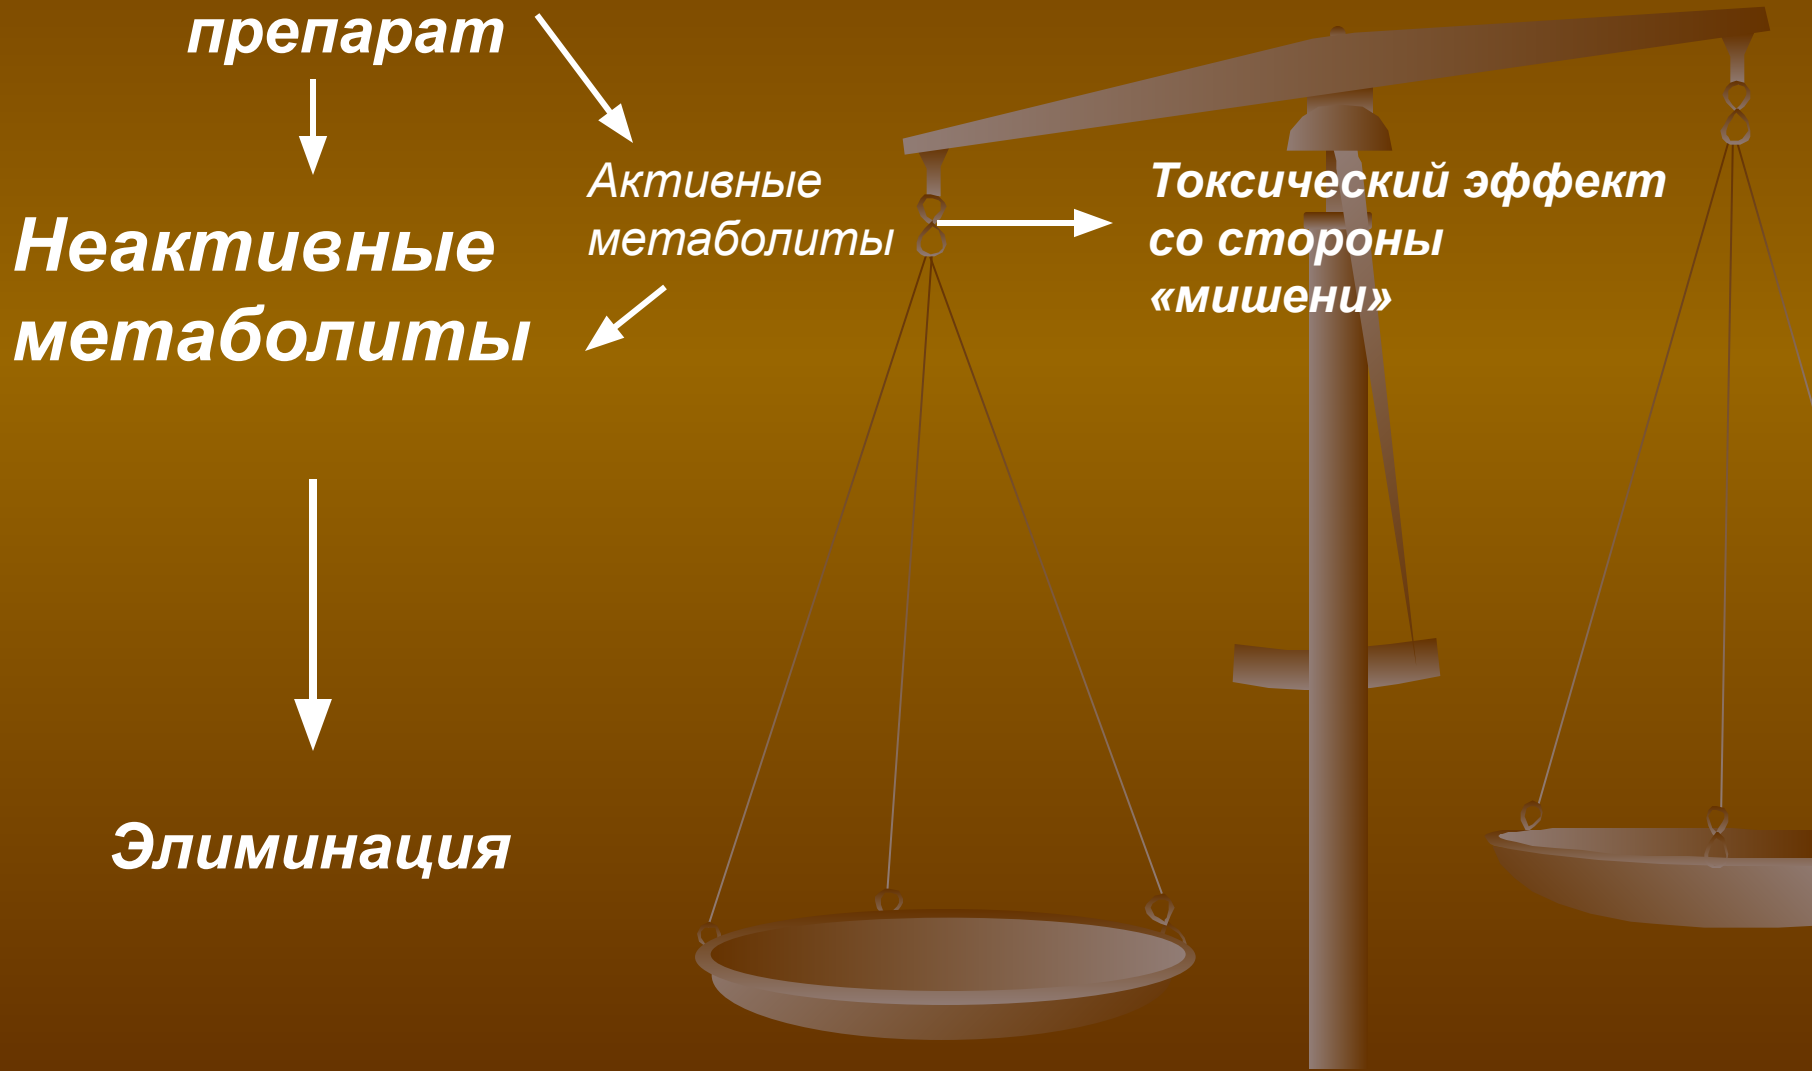 препарат
Активные
метаболиты
Токсический эффект
со стороны
«мишени»
Неактивные
метаболиты
Элиминация